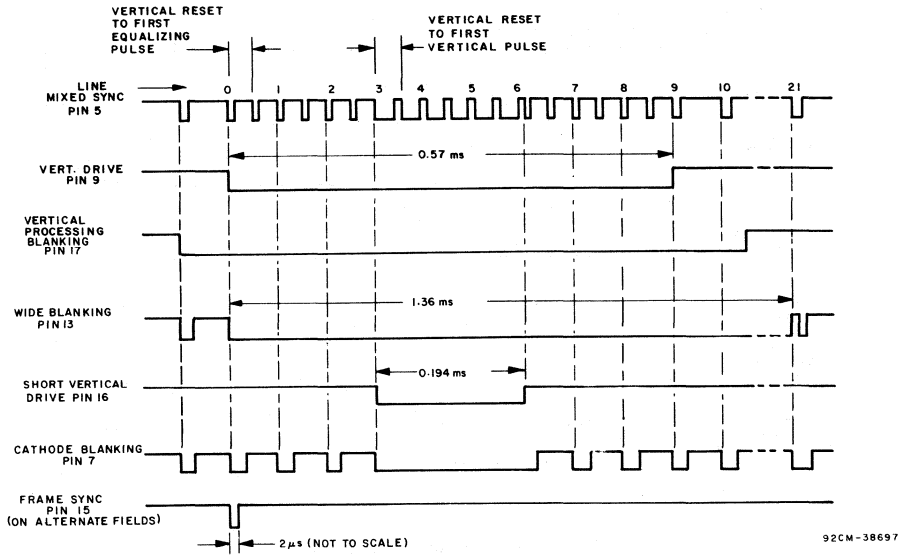 VERTICAL RESET
TO FIRST
EQUALIZING
PULSE
VERTICAL RESET
TO FIRST
VERTICAL PULSE
LINE
MIXED SYNC
PIN 5
0 1 2 3 4 5 6 7 8 9 10 21
0.57 ms
VERT. DRIVE
PIN 9
VERTICAL
PROCESSING
BLANKING
PIN 17
1.36 ms
WIDE BLANKING
PIN 13
0.194 ms
SHORT VERTICAL
DRIVE PIN 16
CATHODE BLANKING
PIN 7
FRAME SYNC
PIN 15
(ON ALTERNATE FIELDS)
2μs (NOT TO SCALE)
92CM-38697